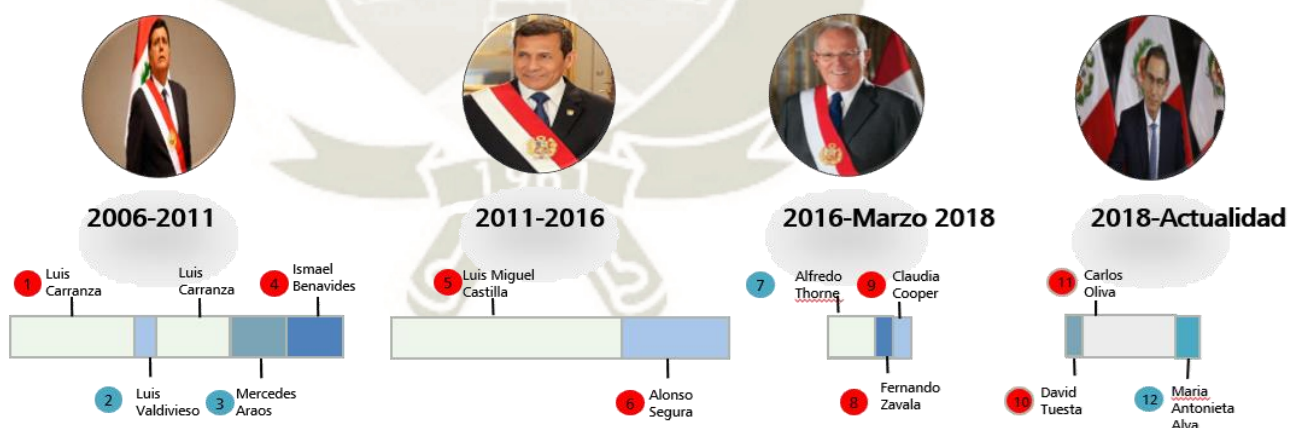 1961
2006-2011
2011-2016
2016-Marzo 2018
2018-Actualidad
1
Luis
Carranza
Luis
Carranza
4
Ismael
Benavides
2
Luis
Valdivieso
3
Mercedes
Araos
5
Luis Miguel
Castilla
6
Alonso
Segura
7
Alfredo
Thorne
9
Claudia
Cooper
8
Fernando
Zavala
11
Carlos
Oliva
10
David
Tuesta
12
Maria
Antonieta
Alva